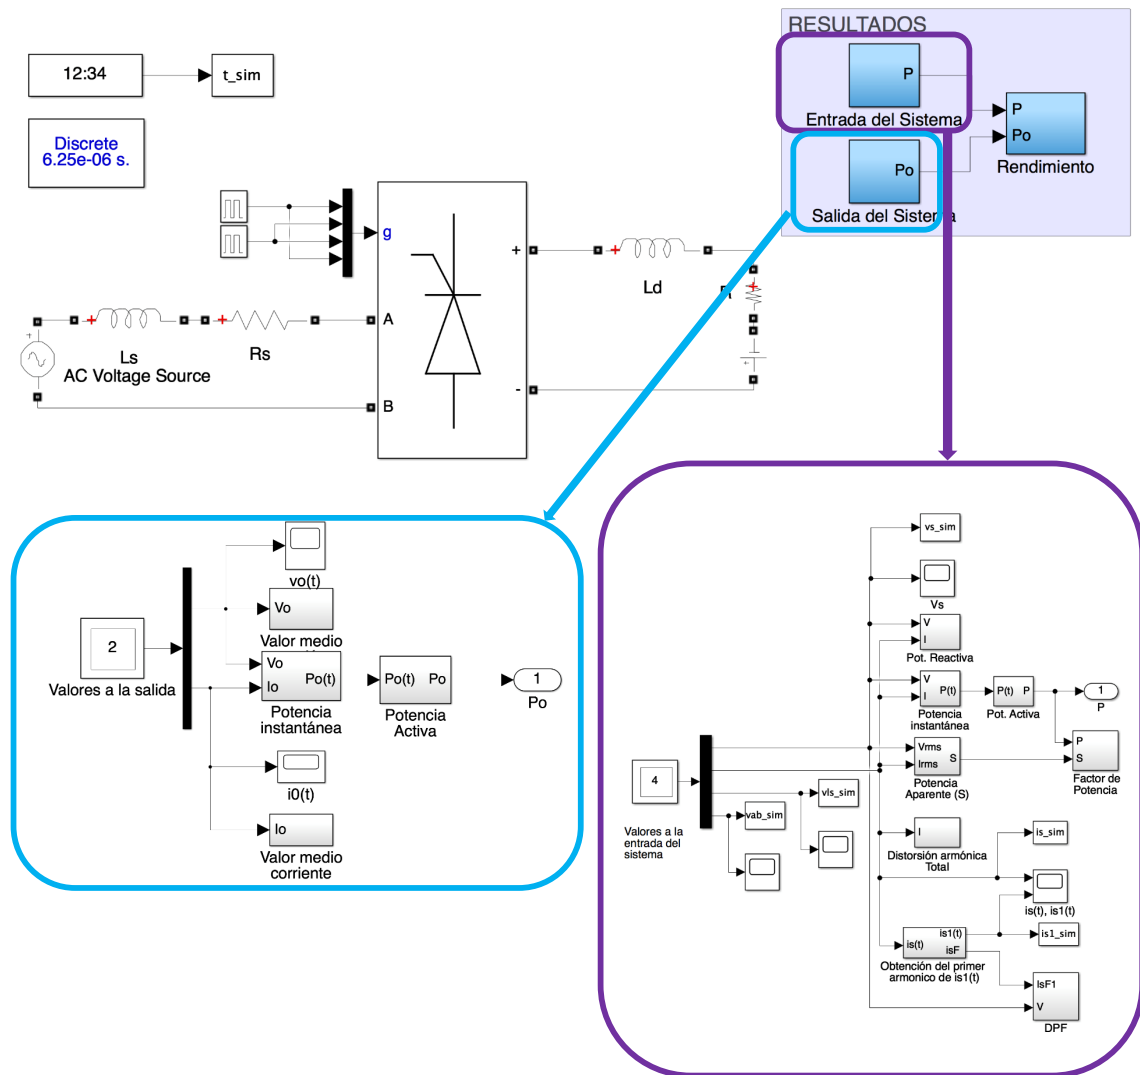 RESULTADOS
12:34
t_sim
P
Entrada del Sistema
P
Po
Rendimiento
Discrete
6.25e-06 s.
Po
Salida del Sistema
g
+
+
+
Ld
+
+
+
A
Ls
Rs
AC Voltage Source
+
-
B
vo(t)
Vo
Valor medio
2
Valores a la salida
Vo
Io
Po(t)
Potencia
instantánea
Po(t)
Po
Potencia
Activa
1
Po
i0(t)
Io
Valor medio
corriente
vs_sim
Vs
V
I
Pot. Reactiva
V
I
P(t)
Potencia
instantánea
P(t)
P
Pot. Activa
1
P
Vrms
Irms
S
Potencia
Aparente (S)
P
S
Factor de
Potencia
4
Valores a la
entrada del
sistema
vls_sim
vab_sim
I
Distorsión armónica
Total
is_sim
is(t), is1(t)
is(t)
is1(t)
isF
is1_sim
Obtención del primer
armonico de is1(t)
IsF1
V
DPF